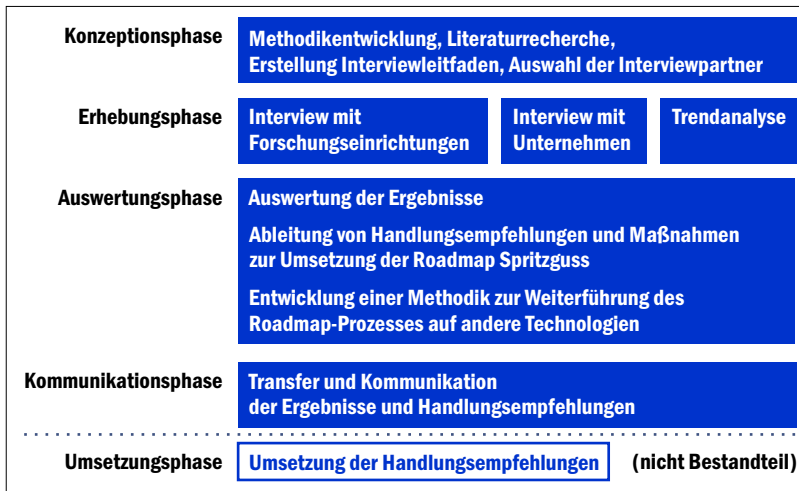 Konzeptionsphase
Methodikentwicklung, Literaturrecherche,
Erstellung Interviewleitfaden, Auswahl der Interviewpartner
Erhebungsphase
Interview mit
Forschungseinrichtungen
Interview mit
Unternehmen
Trendanalyse
Auswertungsphase
Auswertung der Ergebnisse
Ableitung von Handlungsempfehlungen und Maßnahmen
zur Umsetzung der Roadmap Spritzguss
Entwicklung einer Methodik zur Weiterführung des
Roadmap-Prozesses auf andere Technologien
Kommunikationsphase
Transfer und Kommunikation
der Ergebnisse und Handlungsempfehlungen
Umsetzungsphase
Umsetzung der Handlungsempfehlungen
(nicht Bestandteil)